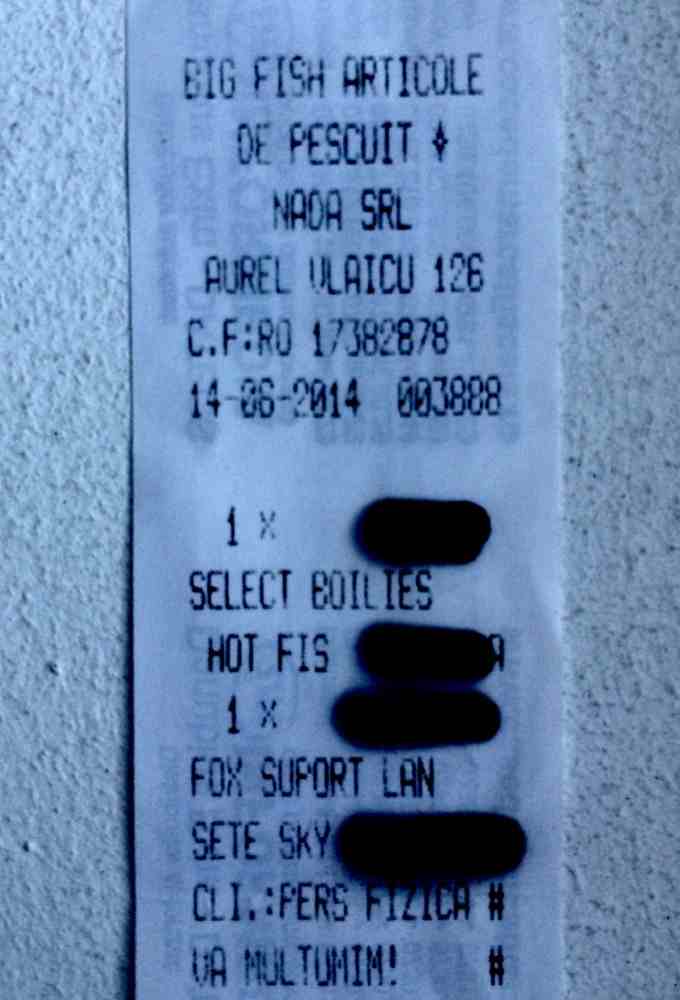 BIG FISH ARTICOLE
DE PESCUIT
NADA SRL
AUREL VLAICU 126
C.F:RO 17382878
14-06-2014 003888
1 X
SELECT BOILIES
HOT FIS A
1 X
FOX SUPORT LAN
SETE SKY
CLI.:PERS FIZICA #
VA MULTUMIM! #